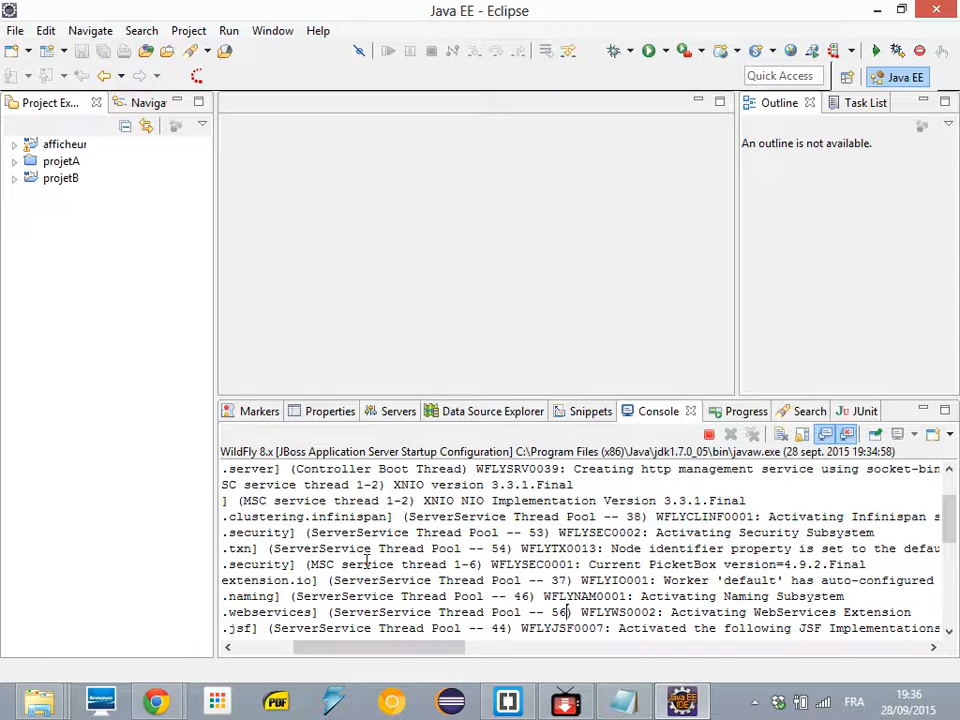 Java EE - Eclipse
File Edit Navigate Search Project Run Window Help
Quick Access
Java EE
Project Ex...
Naviga
Outline
Task List
afficheur
projetA
projetB
An outline is not available.
Markers Properties Servers Data Source Explorer Snippets Console Progress Search JUnit
WildFly 8.x [JBoss Application Server Startup Configuration] C:\Program Files (x86)\Java\jdk1.7.0_05\bin\javaw.exe (28 sept. 2015 19:34:58)
.server] (Controller Boot Thread) WFLYSRV0039: Creating http management service using socket-bin
SC service thread 1-2) XNIO version 3.3.1.Final
] (MSC service thread 1-2) XNIO NIO Implementation Version 3.3.1.Final
.clustering.infinispan] (ServerService Thread Pool -- 38) WFLYCLINF0001: Activating Infinispan s
.security] (ServerService Thread Pool -- 53) WFLYSEC0002: Activating Security Subsystem
.txn] (ServerService Thread Pool -- 54) WFLYTX0013: Node identifier property is set to the defau
.security] (MSC service thread 1-6) WFLYSEC0001: Current PicketBox version=4.9.2.Final
extension.io] (ServerService Thread Pool -- 37) WFLYIO001: Worker 'default' has auto-configured
.naming] (ServerService Thread Pool -- 46) WFLYNAM0001: Activating Naming Subsystem
.webservices] (ServerService Thread Pool -- 56) WFLYWS0002: Activating WebServices Extension
.jsf] (ServerService Thread Pool -- 44) WFLYJSF0007: Activated the following JSF Implementations
PDF
Java EE
IDE
FRA
19:36
28/09/2015